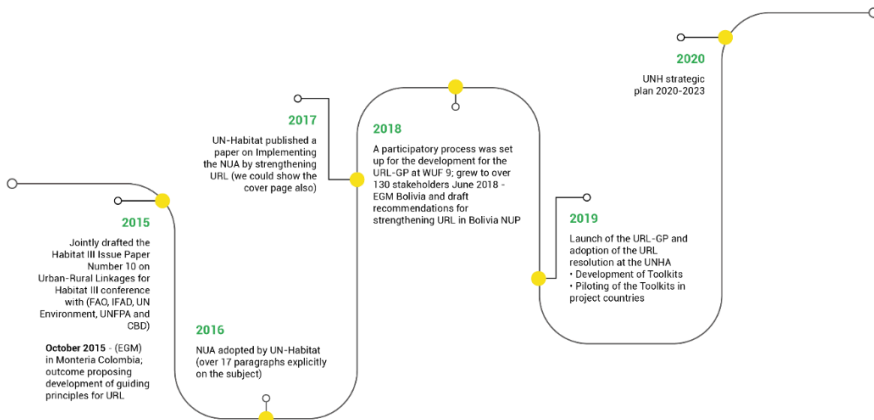 2015
Jointly drafted the
Habitat III Issue Paper
Number 10 on
Urban-Rural Linkages for
Habitat III conference
with (FAO, IFAD, UN
Environment, UNFPA and
CBD)
October 2015 - (EGM)
in Monteria Colombia;
outcome proposing
development of guiding
principles for URL
2016
NUA adopted by UN-Habitat
(over 17 paragraphs explicitly
on the subject)
2017
UN-Habitat published a
paper on Implementing
the NUA by strengthening
URL (we could show the
cover page also)
2018
A participatory process was set
up for the development for the
URL-GP at WUF 9; grew to over
130 stakeholders June 2018 -
EGM Bolivia and draft
recommendations for
strengthening URL in Bolivia NUP
2019
Launch of the URL-GP and
adoption of the URL
resolution at the UNHA
• Development of Toolkits
• Piloting of the Toolkits in
project countries
2020
UNH strategic
plan 2020-2023